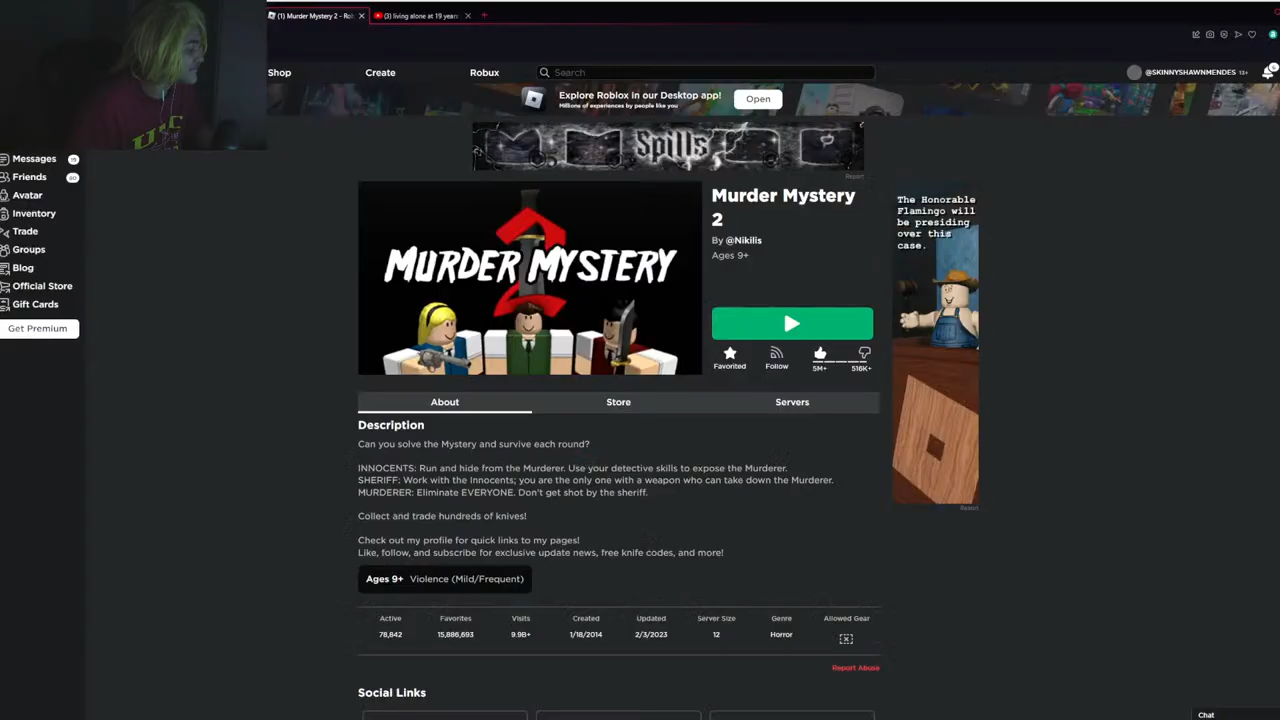 (1) Murder Mystery 2 - Rob
(3) living alone at 19 years
Shop
Create
Robux
Search
@SKINNYSHAWNMENDES 13+
Explore Roblox in our Desktop app!
Millions of experiences by people like you
Open
Spills
Report
Messages
Friends
Avatar
Inventory
Trade
Groups
Blog
Official Store
Gift Cards
Get Premium
MURDER MYSTERY
2
Murder Mystery
2
By @Nikilis
Ages 9+
Favorited
Follow
5M+
516K+
The Honorable
Flamingo will
be presiding
over this
case.
Report
About
Store
Servers
Description
Can you solve the Mystery and survive each round?
INNOCENTS: Run and hide from the Murderer. Use your detective skills to expose the Murderer.
SHERIFF: Work with the Innocents; you are the only one with a weapon who can take down the Murderer.
MURDERER: Eliminate EVERYONE. Don't get shot by the sheriff.
Collect and trade hundreds of knives!
Check out my profile for quick links to my pages!
Like, follow, and subscribe for exclusive update news, free knife codes, and more!
Ages 9+ Violence (Mild/Frequent)
Active
Favorites
Visits
Created
Updated
Server Size
Genre
Allowed Gear
78,842
15,886,693
9.9B+
1/18/2014
2/3/2023
12
Horror
Report Abuse
Social Links
Chat